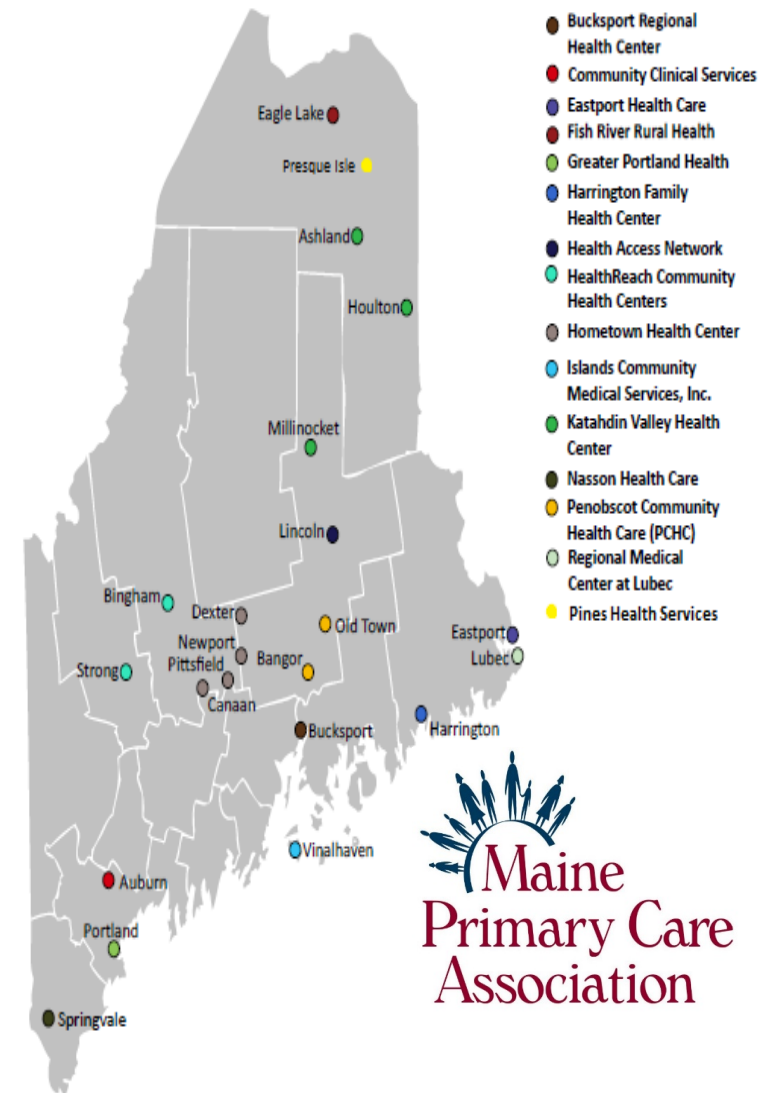 Eagle Lake
Presque Isle
Ashland
Houlton
Millinocket
Lincoln
Bingham
Dexter
Old Town
Newport
Eastport
Pittsfield
Bangor
Lubec
Strong
Canaan
Bucksport
Harrington
Vinalhaven
Auburn
Portland
Springvale
Bucksport Regional
Health Center
Community Clinical Services
Eastport Health Care
Fish River Rural Health
Greater Portland Health
Harrington Family
Health Center
Health Access Network
HealthReach Community
Health Centers
Hometown Health Center
Islands Community
Medical Services, Inc.
Katahdin Valley Health
Center
Nasson Health Care
Penobscot Community
Health Care (PCHC)
Regional Medical
Center at Lubec
Pines Health Services
Maine
Primary Care
Association